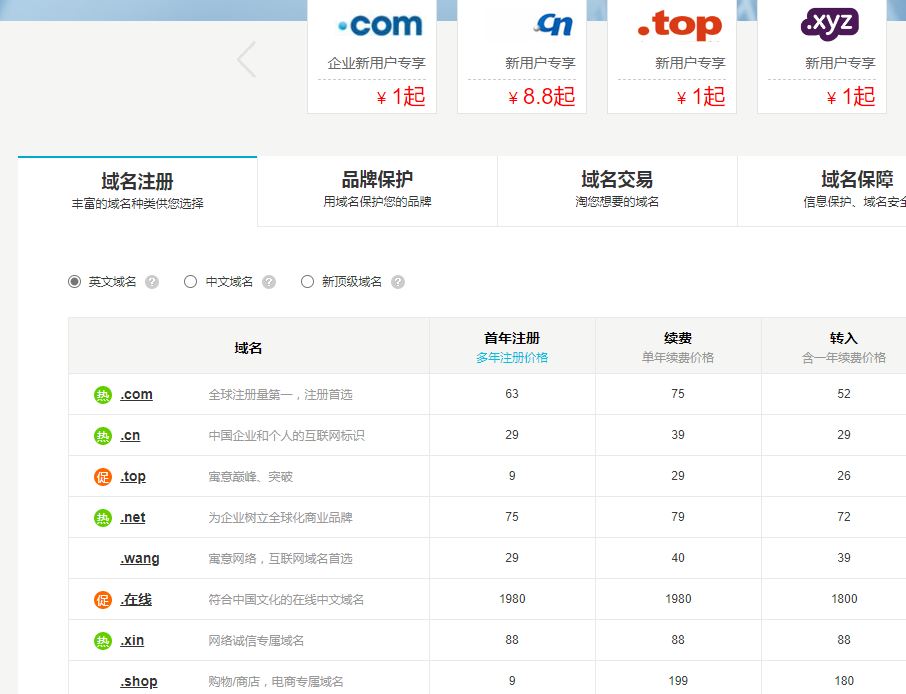 .com
.cn
.top
.xyz
企业新用户专享
新用户专享
新用户专享
新用户专享
¥ 1起
¥ 8.8起
¥ 1起
¥ 1起
域名注册
丰富的域名种类供您选择
品牌保护
用域名保护您的品牌
域名交易
淘您想要的域名
域名保障
信息保护、域名安全
英文域名 ? 中文域名 ? 新顶级域名 ?
域名
首年注册
多年注册价格
续费
单年续费价格
转入
含一年续费价格
热 .com 全球注册量第一，注册首选 63 75 52
热 .cn 中国企业和个人的互联网标识 29 39 29
促 .top 寓意巅峰、突破 9 29 26
热 .net 为企业树立全球化商业品牌 75 79 72
.wang 寓意网络，互联网域名首选 29 40 39
促 .在线 符合中国文化的在线中文域名 1980 1980 1800
热 .xin 网络诚信专属域名 88 88 88
.shop 购物/商店，电商专属域名 9 199 180